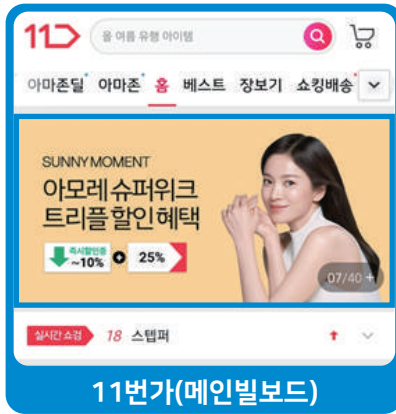 11
올 여름 유행 아이템
아마존딜 아마존 홈 베스트 장보기 쇼킹배송
SUNNY MOMENT
아모레 슈퍼위크
트리플 할인혜택
즉시할인쿠폰
~10% + 25%
07/40 +
실시간 쇼검 18 스텝퍼
11번가(메인빌보드)